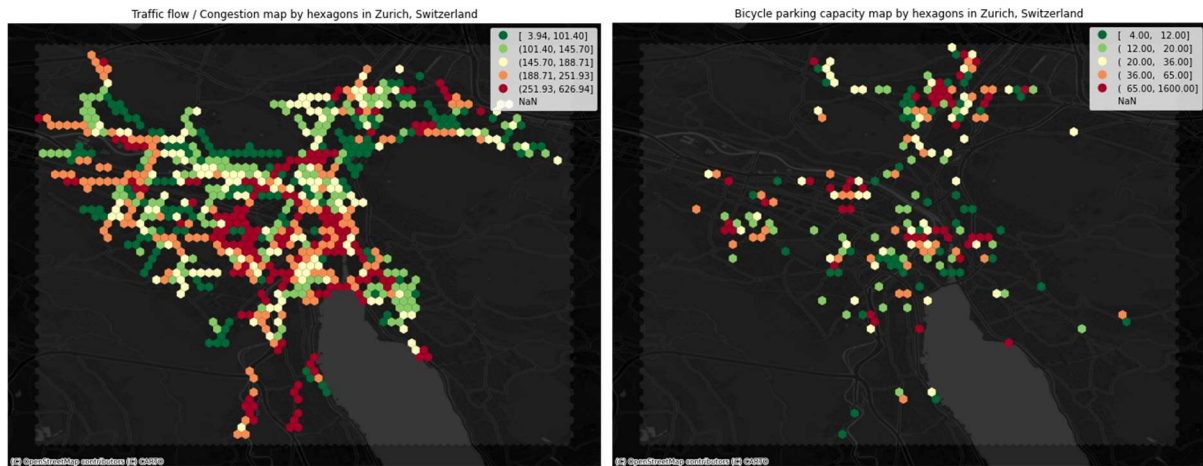 Traffic flow / Congestion map by hexagons in Zurich, Switzerland
[ 3.94, 101.40]
(101.40, 145.70]
(145.70, 188.71]
(188.71, 251.93]
(251.93, 626.94]
NaN
(C) OpenStreetMap contributors (C) CARTO
Bicycle parking capacity map by hexagons in Zurich, Switzerland
[ 4.00, 12.00]
( 12.00, 20.00]
( 20.00, 36.00]
( 36.00, 65.00]
( 65.00, 1600.00]
NaN
(C) OpenStreetMap contributors (C) CARTO